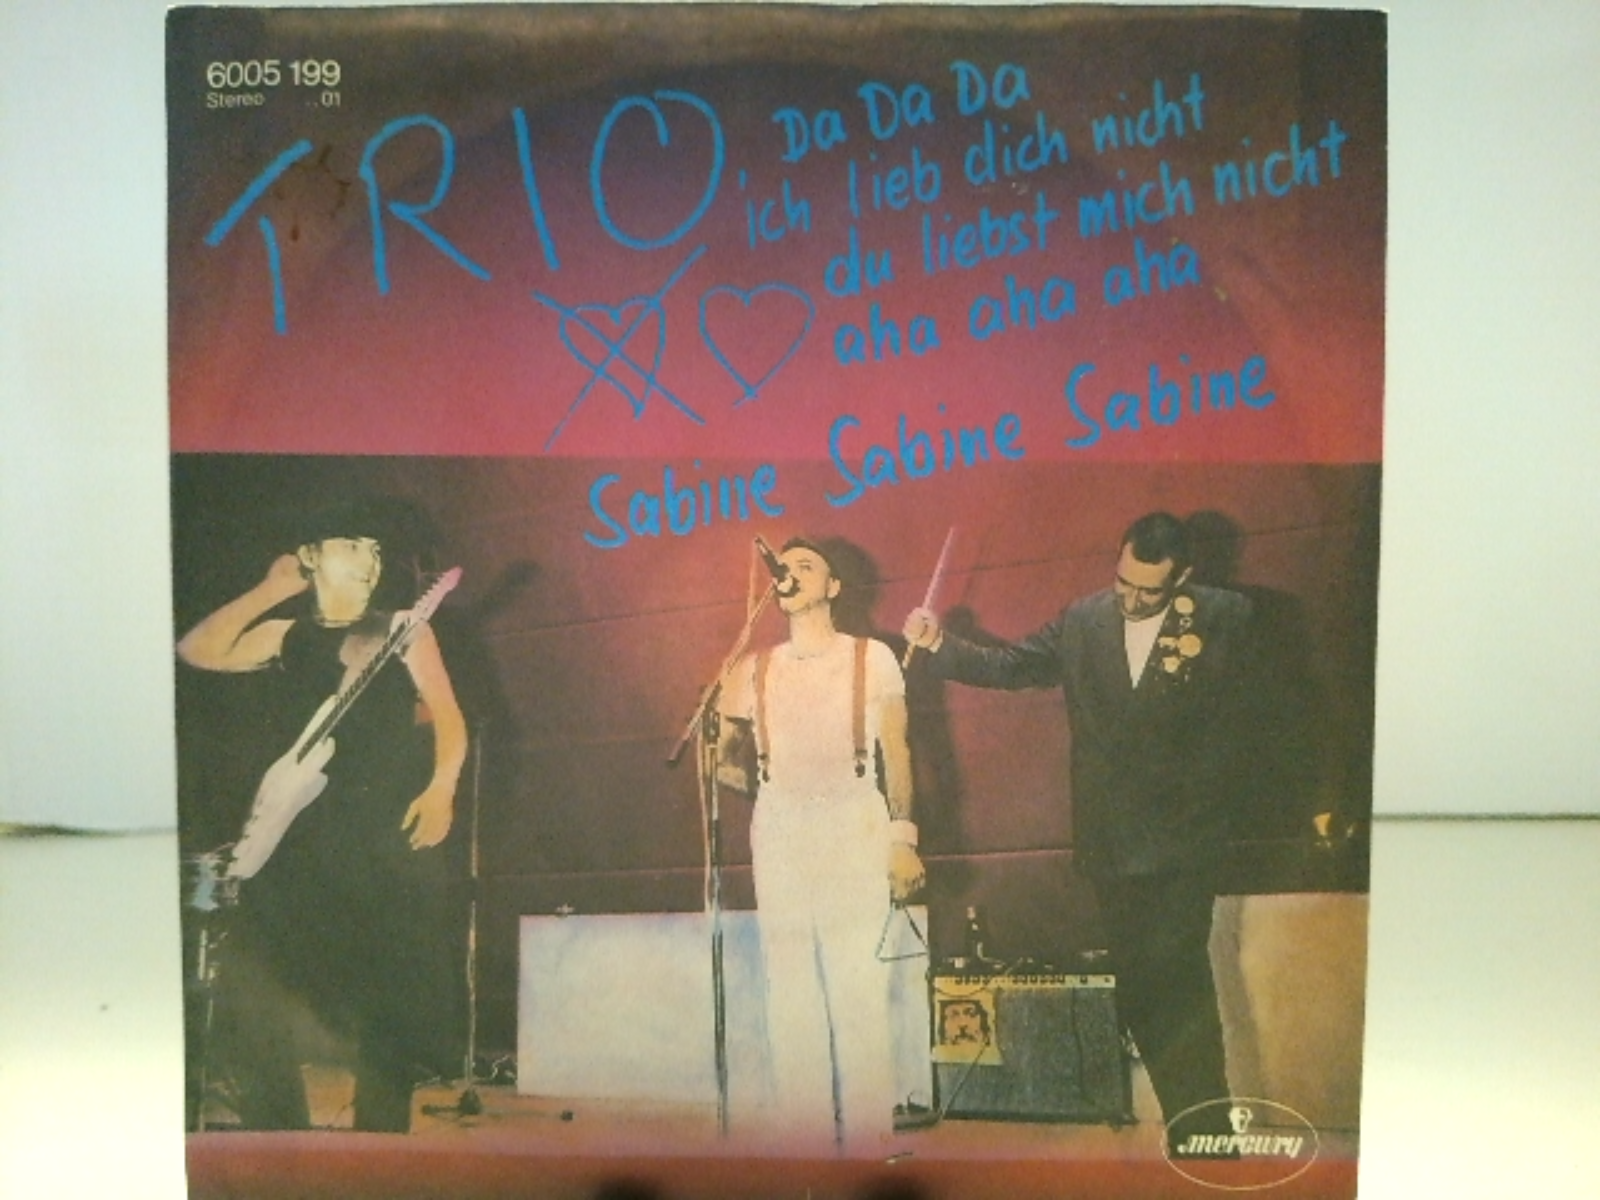 6005 199
Stereo ..01
TRIO
Da Da Da
ich lieb dich nicht
du liebst mich nicht
aha aha aha
Sabine Sabine Sabine
mercury